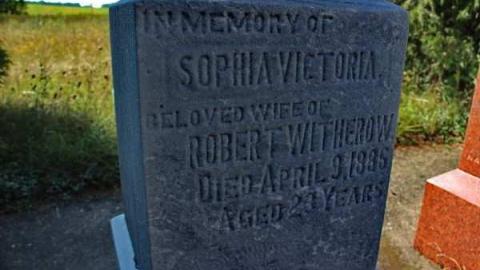 IN MEMORY OF
SOPHIA VICTORIA.
BELOVED WIFE OF
ROBERT WITHEROW
DIED APRIL 9, 1885
AGED 23 YEARS